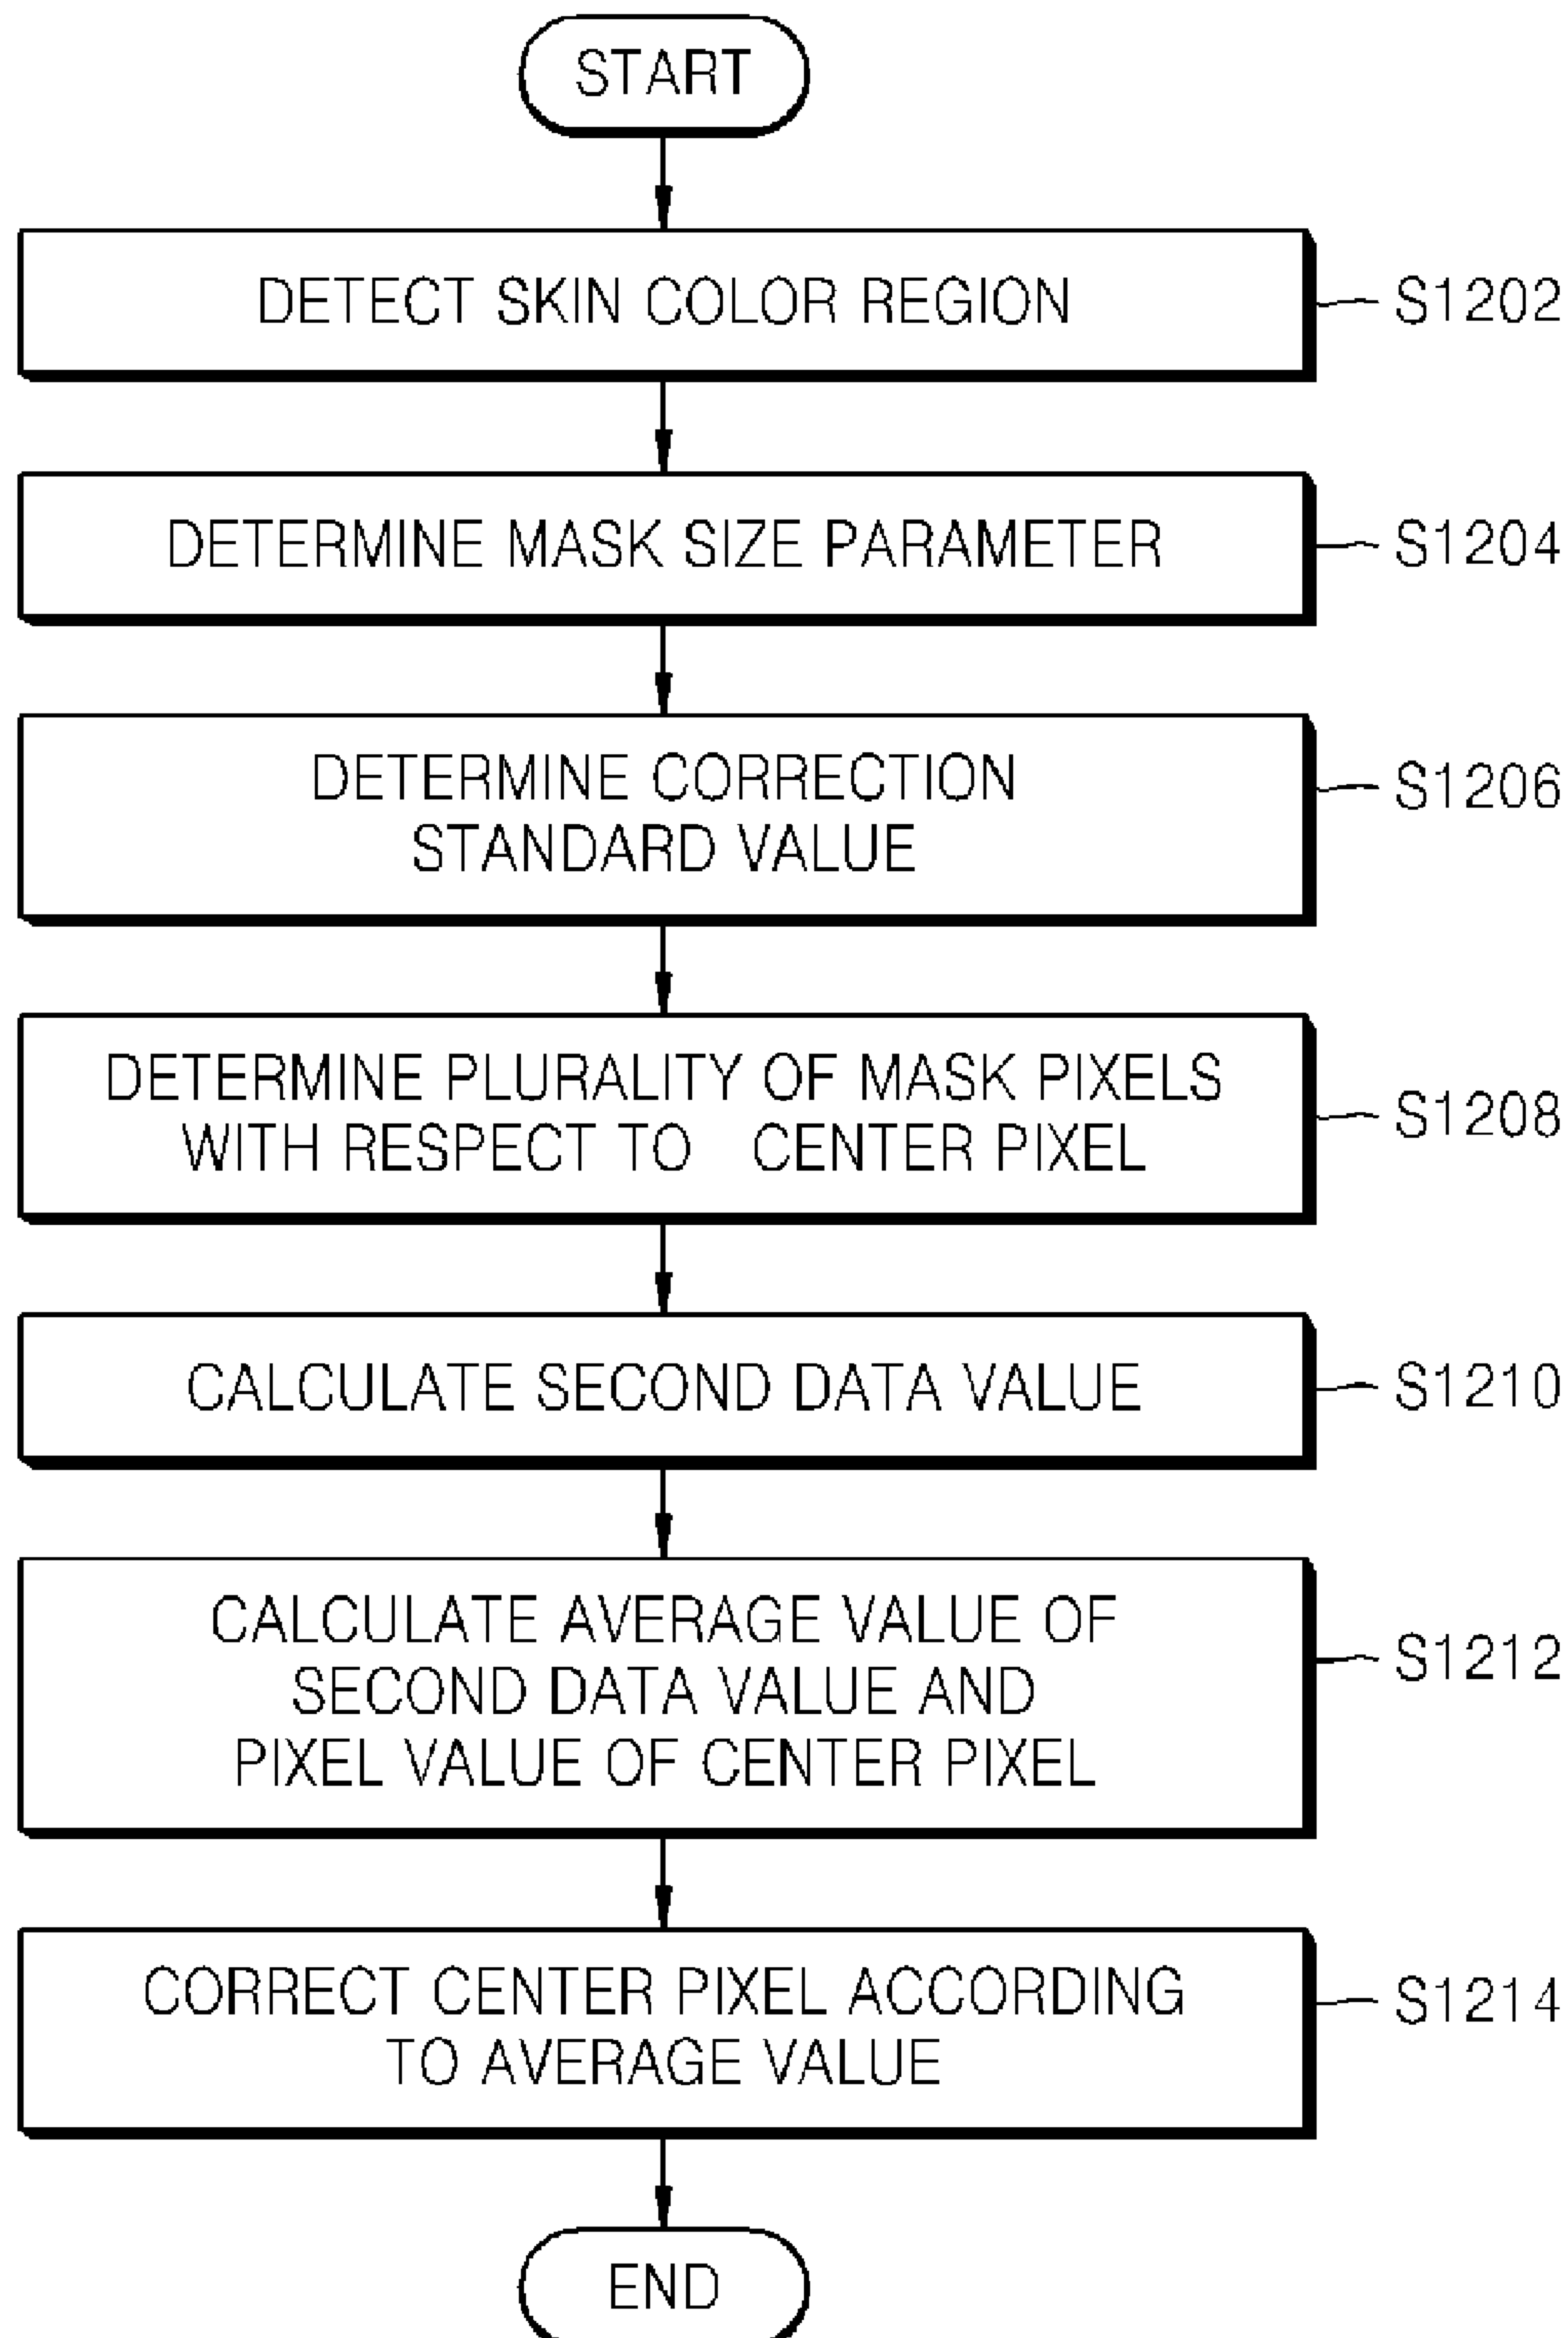 START
DETECT SKIN COLOR REGION
S1202
DETERMINE MASK SIZE PARAMETER
S1204
DETERMINE CORRECTION
STANDARD VALUE
S1206
DETERMINE PLURALITY OF MASK PIXELS
WITH RESPECT TO CENTER PIXEL
S1208
CALCULATE SECOND DATA VALUE
S1210
CALCULATE AVERAGE VALUE OF
SECOND DATA VALUE AND
PIXEL VALUE OF CENTER PIXEL
S1212
CORRECT CENTER PIXEL ACCORDING
TO AVERAGE VALUE
S1214
END